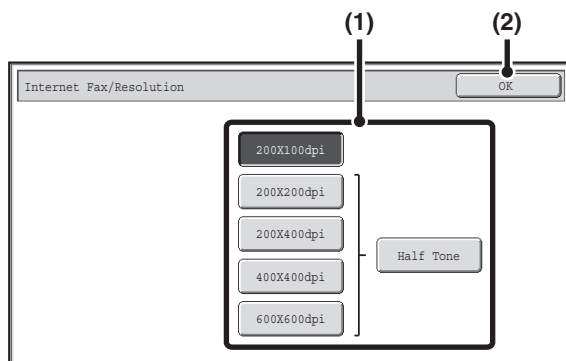 (1) (2)
Internet Fax/Resolution OK
200X100dpi
200X200dpi
200X400dpi
Half Tone
400X400dpi
600X600dpi